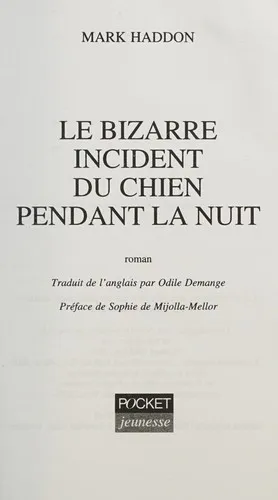 MARK HADDON
LE BIZARRE
INCIDENT
DU CHIEN
PENDANT LA NUIT
roman
Traduit de l'anglais par Odile Demange
Préface de Sophie de Mijolla-Mellor
POCKET
jeunesse